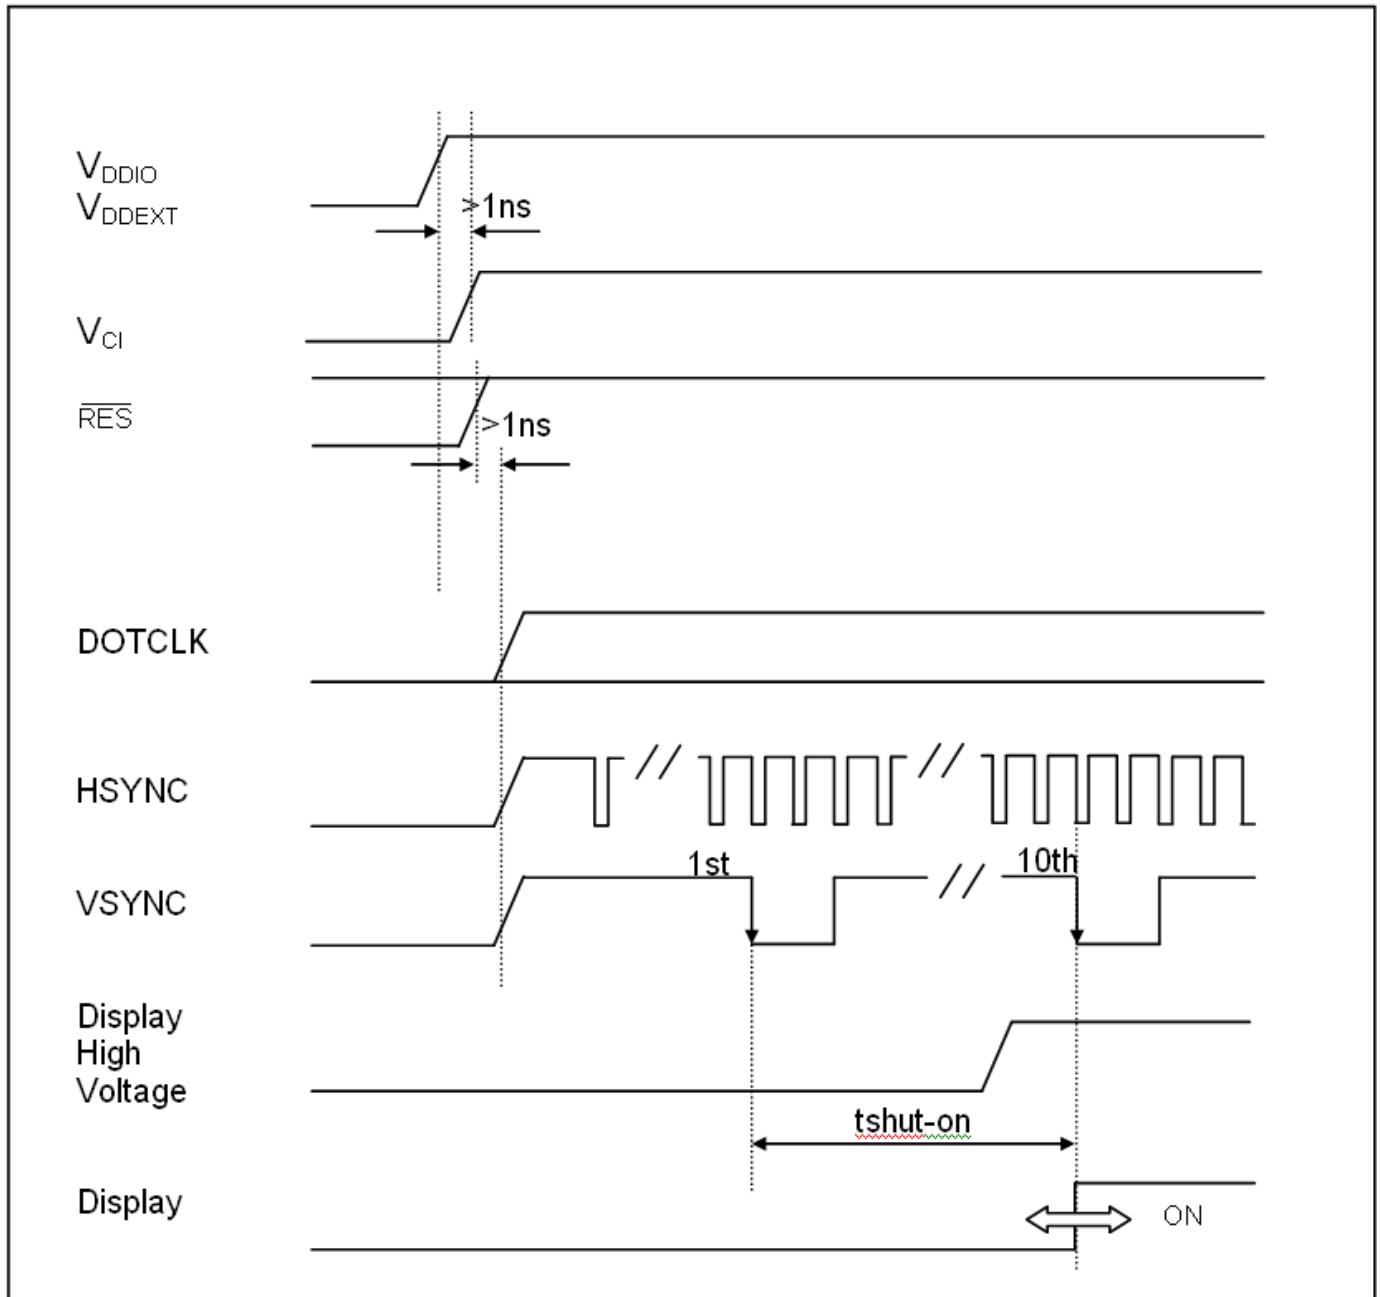 VDDIO
VDDEXT
>1ns
VCI
RES
>1ns
DOTCLK
HSYNC
1st
10th
VSYNC
Display
High
Voltage
tshut-on
Display
ON